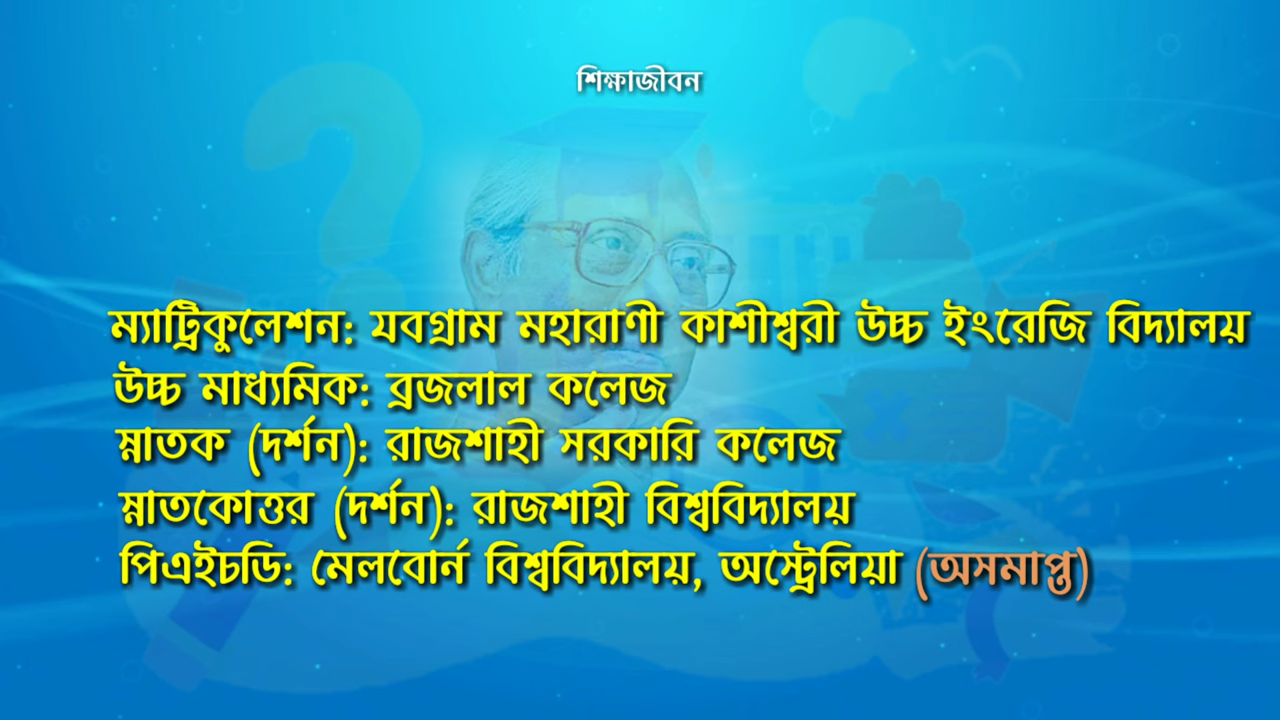 শিক্ষাজীবন
ম্যাট্রিকুলেশন: যবগ্রাম মহারাণী কাশীশ্বরী উচ্চ ইংরেজি বিদ্যালয়
উচ্চ মাধ্যমিক: ব্রজলাল কলেজ
স্নাতক (দর্শন): রাজশাহী সরকারি কলেজ
স্নাতকোত্তর (দর্শন): রাজশাহী বিশ্ববিদ্যালয়
পিএইচডি: মেলবোর্ন বিশ্ববিদ্যালয়, অস্ট্রেলিয়া (অসমাপ্ত)